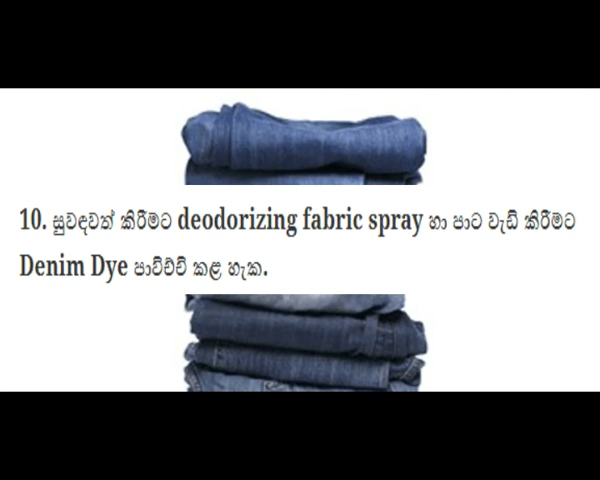 10. සුවඳවත් කිරීමට deodorizing fabric spray හා පාට වැඩි කිරීමට
Denim Dye පාවිච්චි කළ හැක.